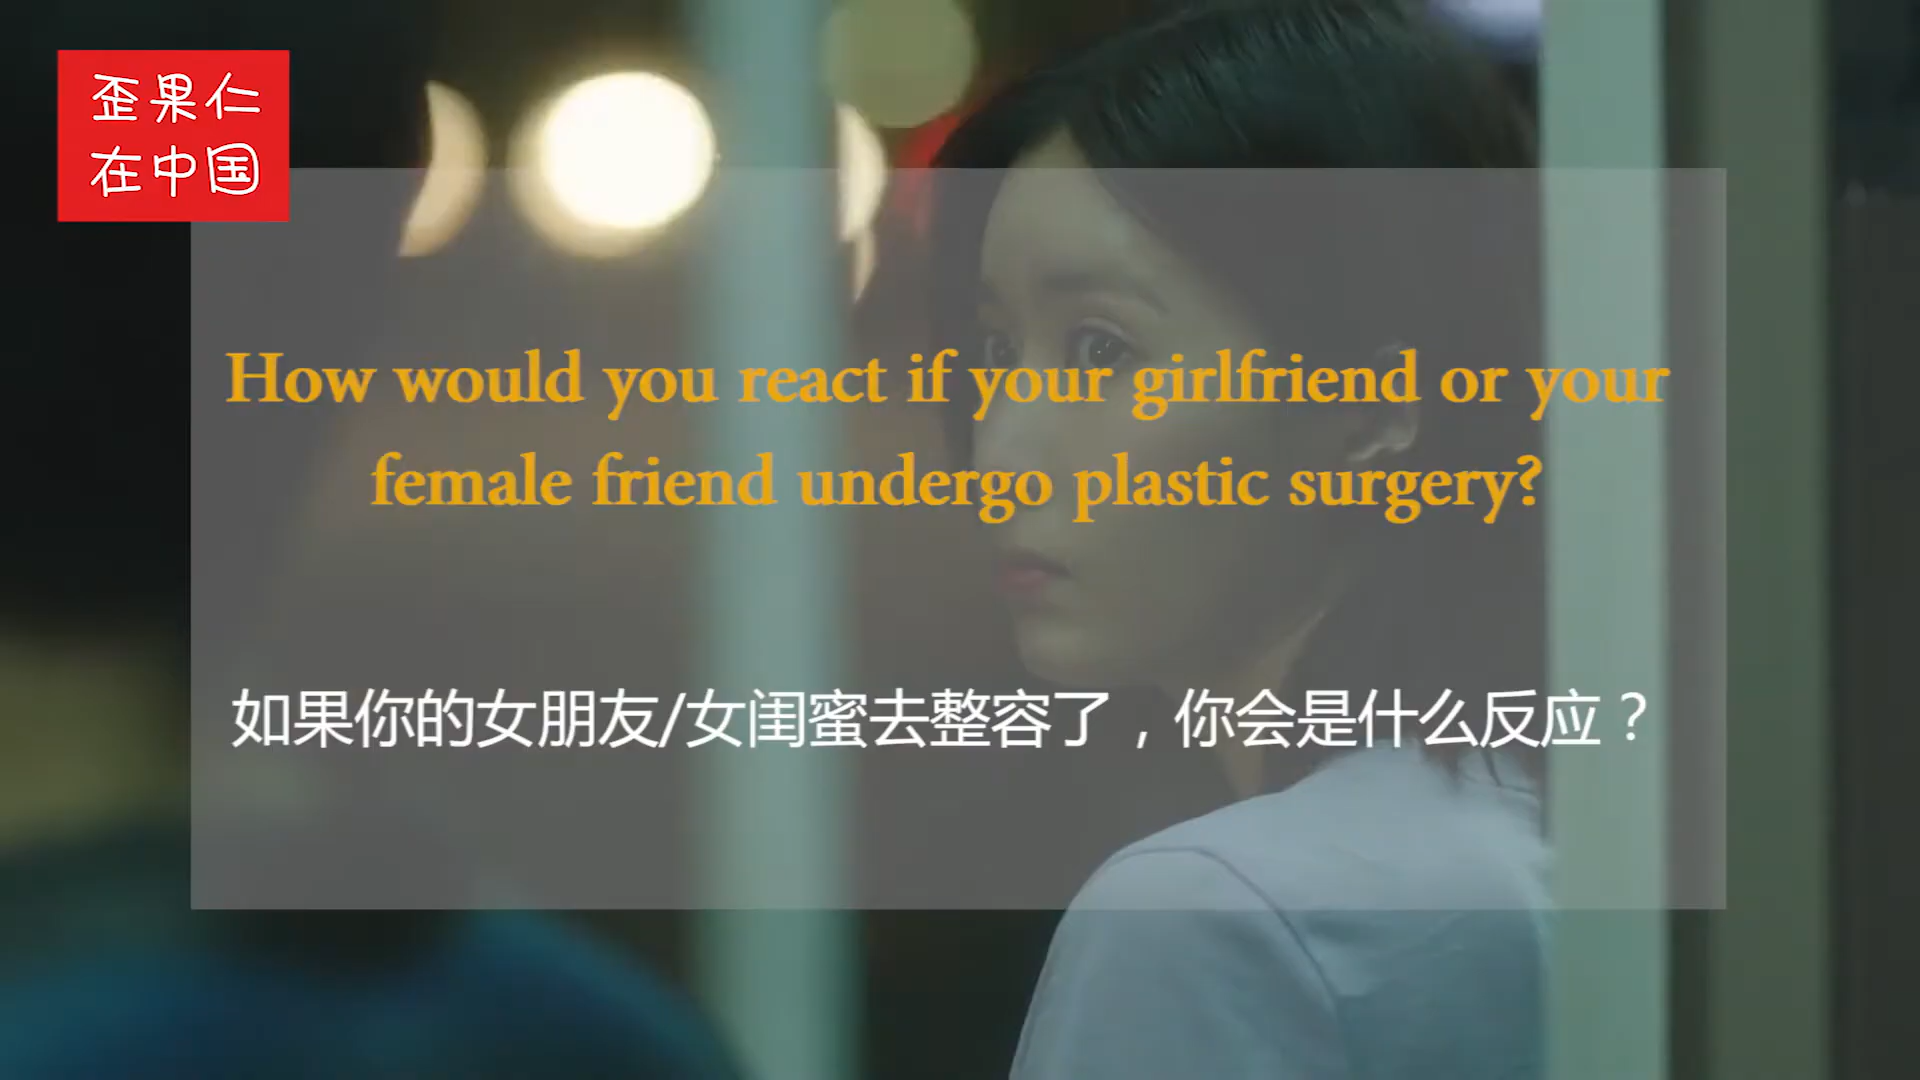 歪果仁
在中国
How would you react if your girlfriend or your
female friend undergo plastic surgery?
如果你的女朋友/女闺蜜去整容了，你会是什么反应？